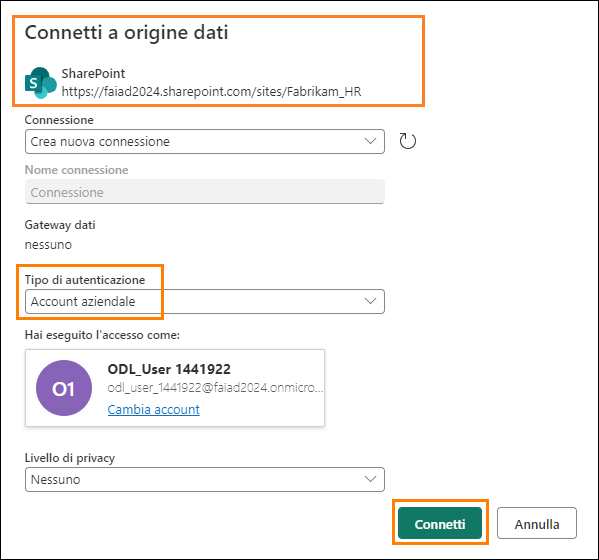 Connetti a origine dati
S
SharePoint
https://faiad2024.sharepoint.com/sites/Fabrikam_HR
Connessione
Crea nuova connessione
Nome connessione
Connessione
Gateway dati
nessuno
Tipo di autenticazione
Account aziendale
Hai eseguito l'accesso come:
O1
ODL_User 1441922
odl_user_1441922@faiad2024.onmicro...
Cambia account
Livello di privacy
Nessuno
Connetti
Annulla